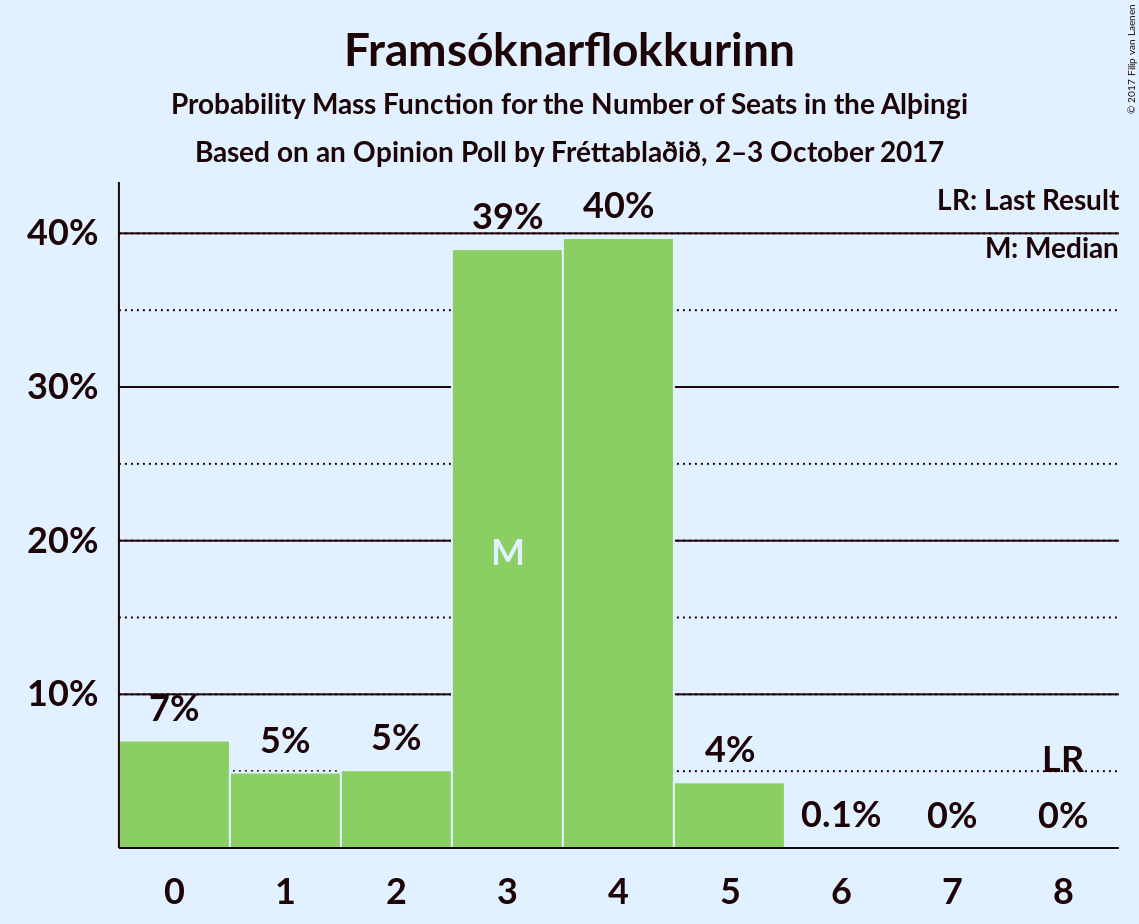 Framsóknarflokkurinn
Probability Mass Function for the Number of Seats in the Alþingi
Based on an Opinion Poll by Fréttablaðið, 2–3 October 2017
© 2017 Filip van Laenen
LR: Last Result
M: Median
40%
30%
20%
10%
7%
5%
5%
39%
40%
4%
0.1%
0%
0%
M
LR
0 1 2 3 4 5 6 7 8